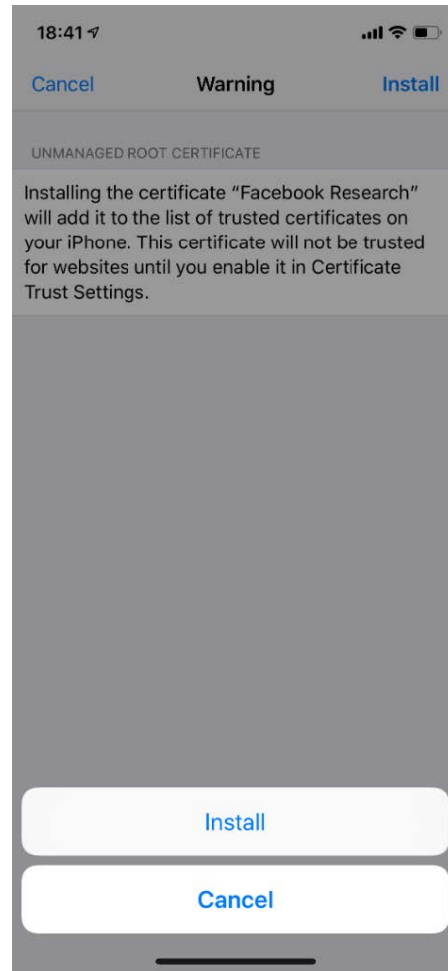 18:41
Cancel Warning Install
UNMANAGED ROOT CERTIFICATE
Installing the certificate “Facebook Research”
will add it to the list of trusted certificates on
your iPhone. This certificate will not be trusted
for websites until you enable it in Certificate
Trust Settings.
Install
Cancel